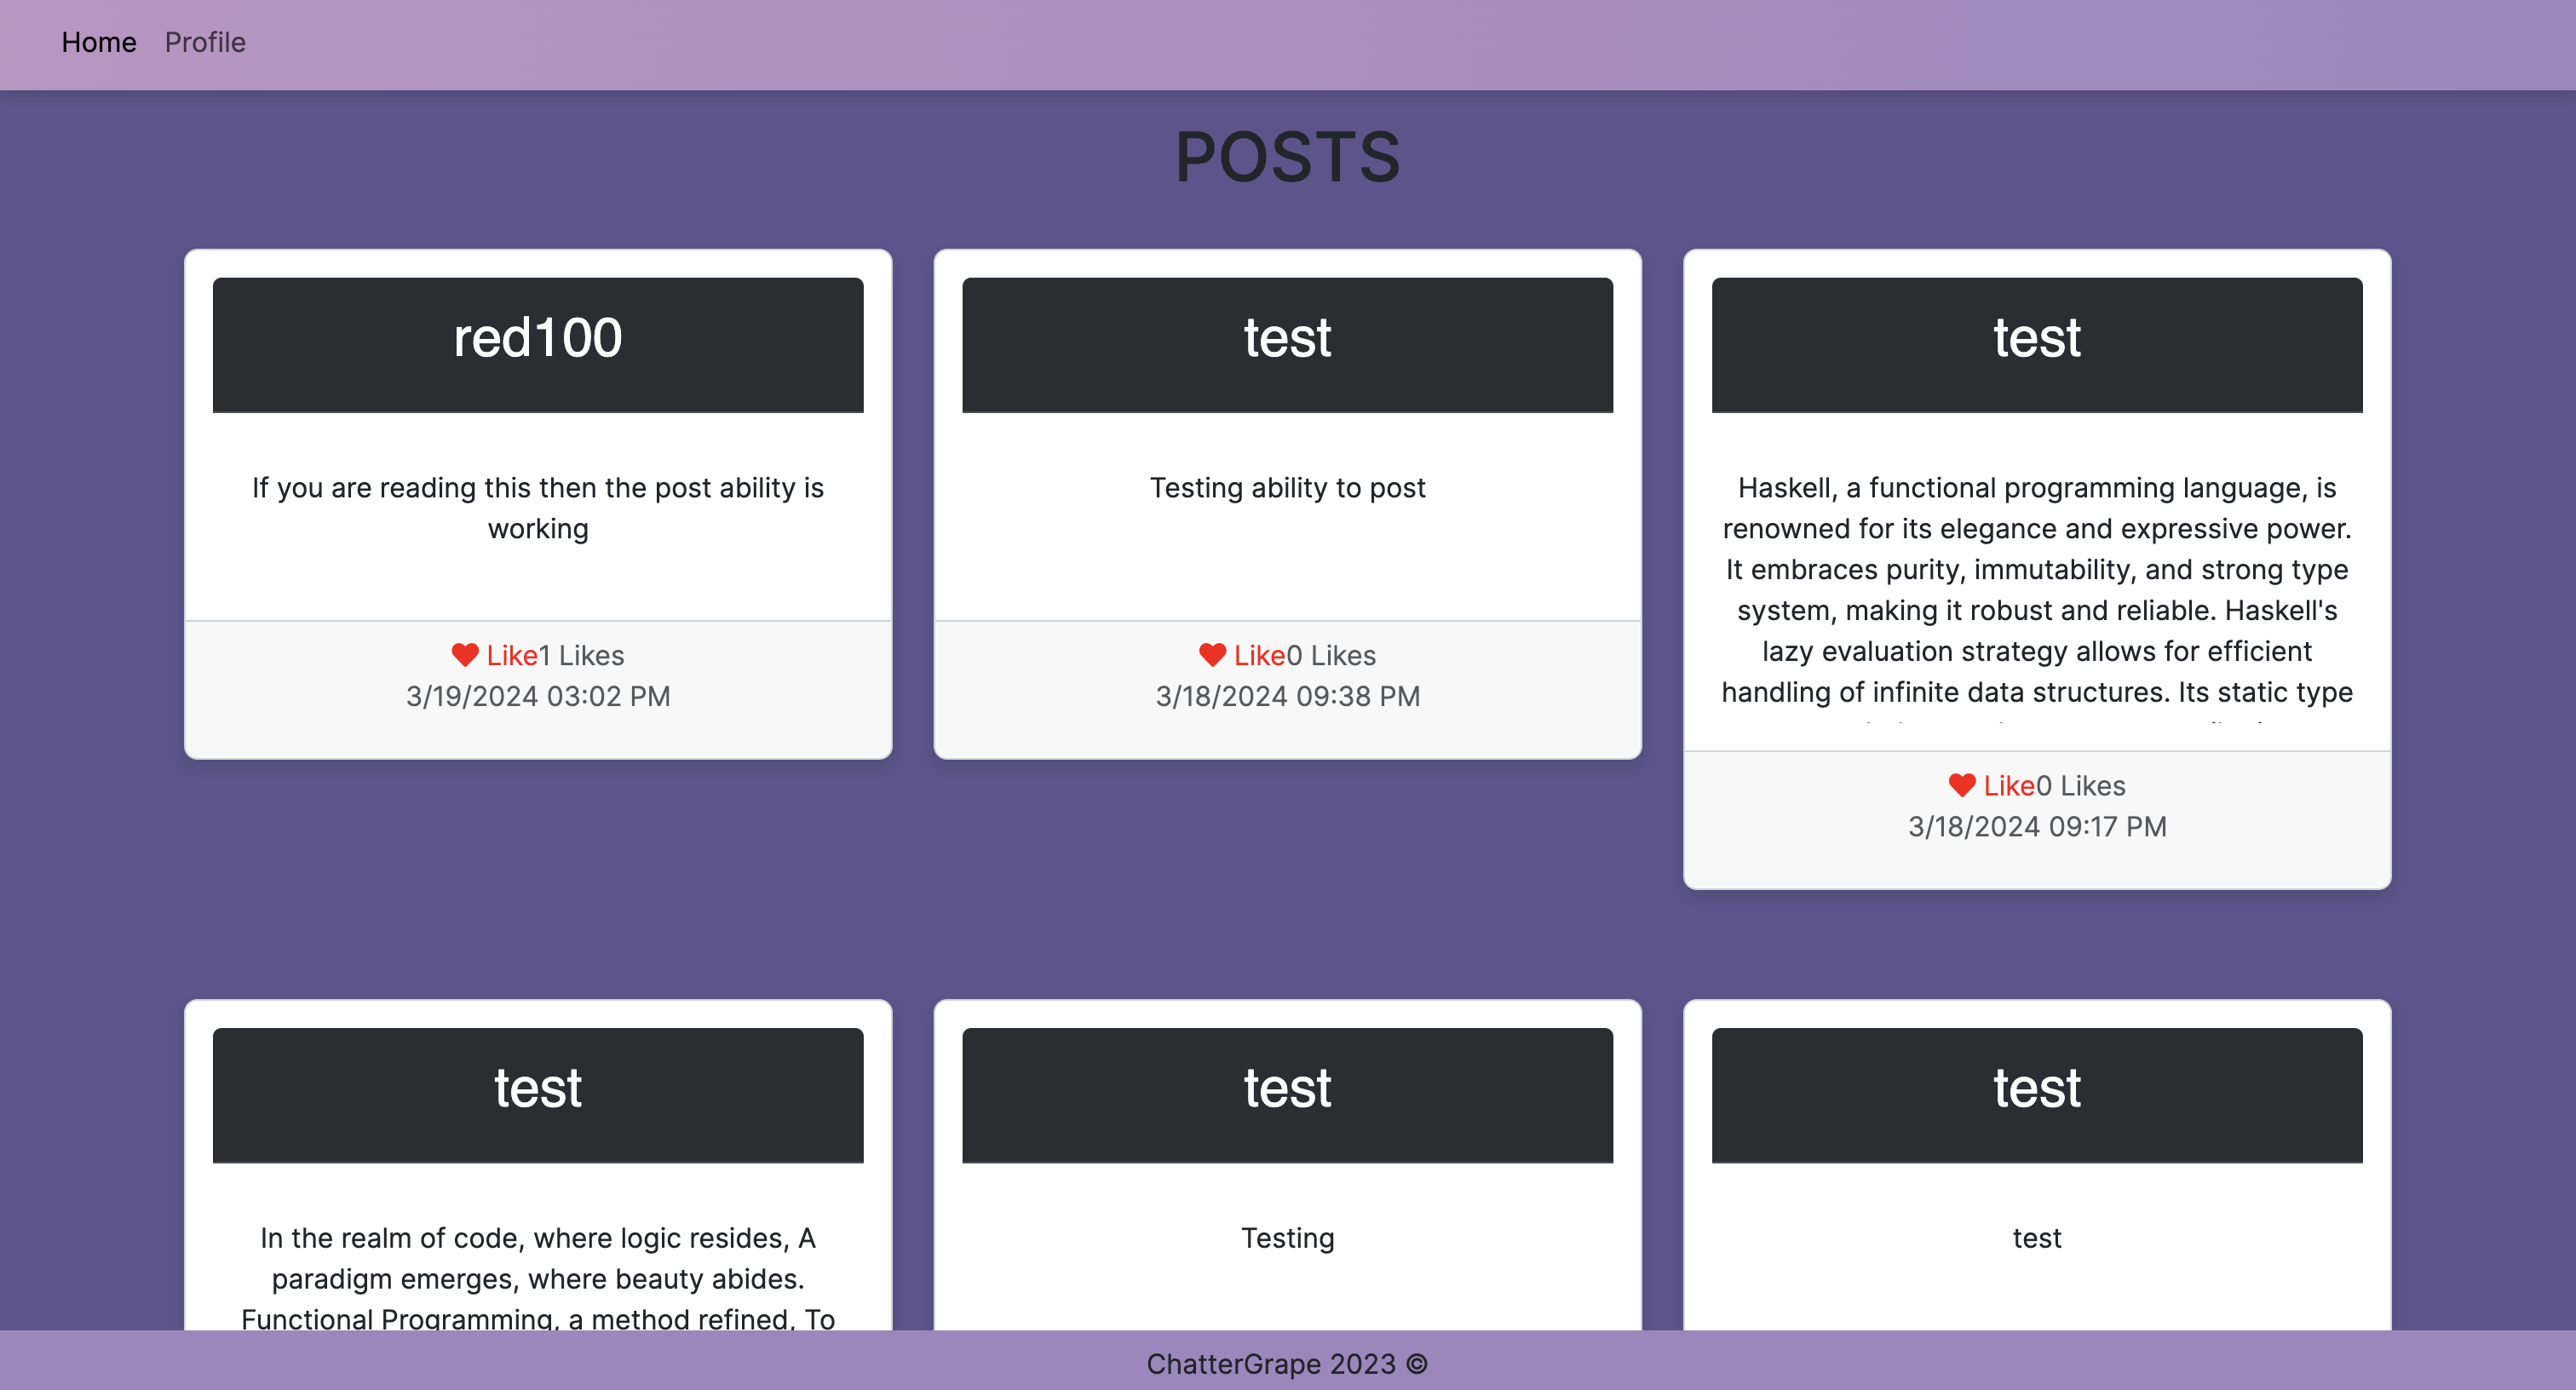 Home Profile
POSTS
red100
If you are reading this then the post ability is
working
Like1 Likes
3/19/2024 03:02 PM
test
Testing ability to post
Like0 Likes
3/18/2024 09:38 PM
test
Haskell, a functional programming language, is
renowned for its elegance and expressive power.
It embraces purity, immutability, and strong type
system, making it robust and reliable. Haskell's
lazy evaluation strategy allows for efficient
handling of infinite data structures. Its static type
Like0 Likes
3/18/2024 09:17 PM
test
In the realm of code, where logic resides, A
paradigm emerges, where beauty abides.
Functional Programming, a method refined, To
test
Testing
test
test
ChatterGrape 2023 ©